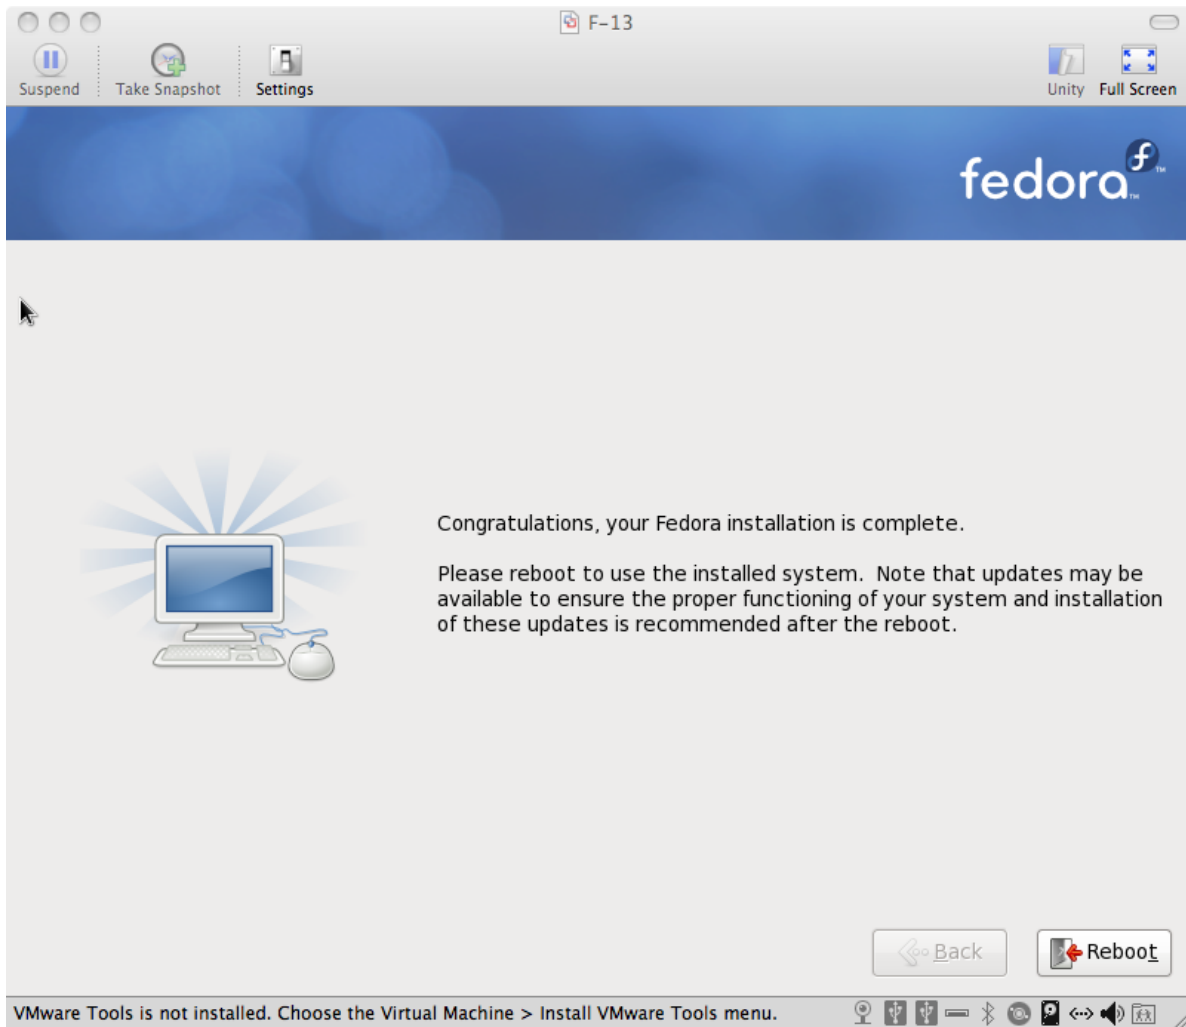 F-13
Suspend
Take Snapshot
Settings
Unity
Full Screen
fedora™
Congratulations, your Fedora installation is complete.
Please reboot to use the installed system. Note that updates may be
available to ensure the proper functioning of your system and installation
of these updates is recommended after the reboot.
Back
Reboot
VMware Tools is not installed. Choose the Virtual Machine > Install VMware Tools menu.